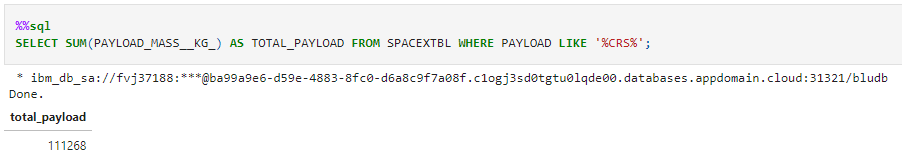 %%sql
SELECT SUM(PAYLOAD_MASS__KG_) AS TOTAL_PAYLOAD FROM SPACEXTBL WHERE PAYLOAD LIKE '%CRS%';
* ibm_db_sa://fvj37188:***@ba99a9e6-d59e-4883-8fc0-d6a8c9f7a08f.c1ogj3sd0tgtu0lqde00.databases.appdomain.cloud:31321/bludb
Done.
total_payload
111268